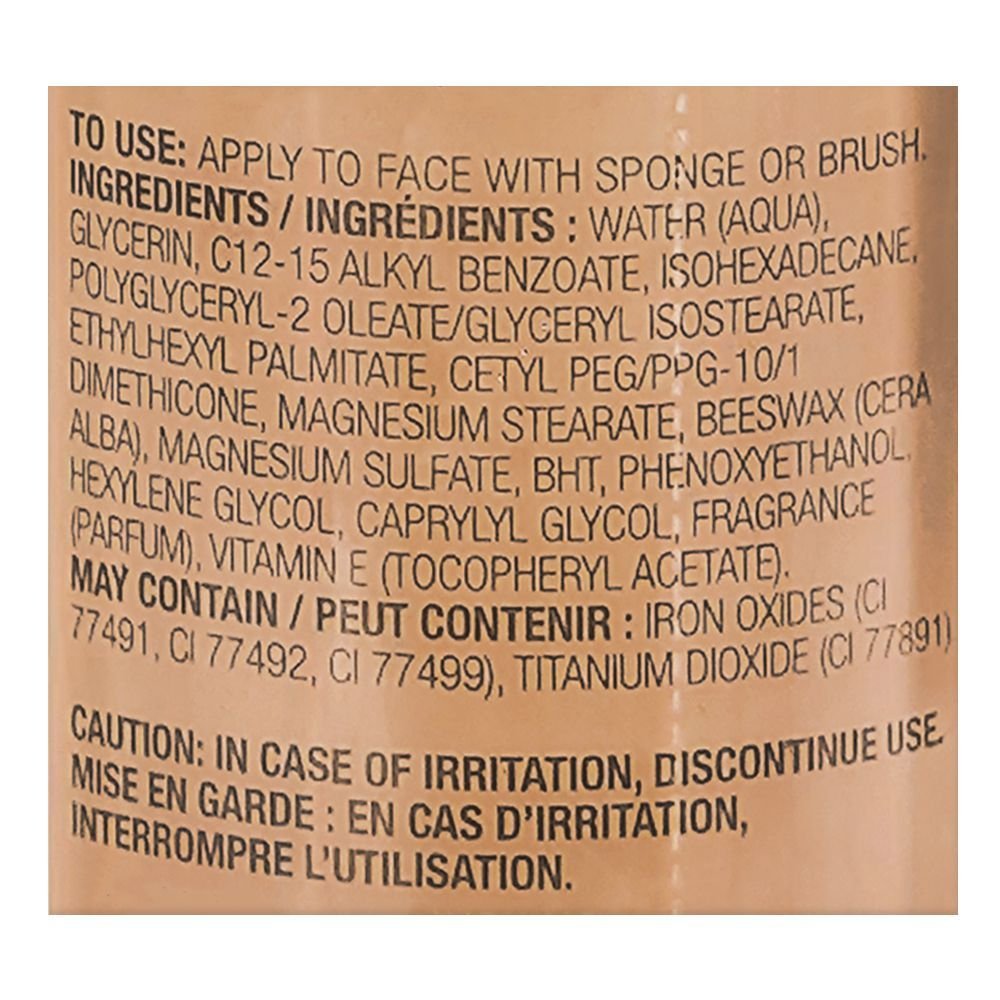 TO USE: APPLY TO FACE WITH SPONGE OR BRUSH.
INGREDIENTS / INGRÉDIENTS : WATER (AQUA),
GLYCERIN, C12-15 ALKYL BENZOATE, ISOHEXADECANE,
POLYGLYCERYL-2 OLEATE/GLYCERYL ISOSTEARATE,
ETHYLHEXYL PALMITATE, CETYL PEG/PPG-10/1
DIMETHICONE, MAGNESIUM STEARATE, BEESWAX (CERA
ALBA), MAGNESIUM SULFATE, BHT, PHENOXYETHANOL,
HEXYLENE GLYCOL, CAPRYLYL GLYCOL, FRAGRANCE
(PARFUM), VITAMIN E (TOCOPHERYL ACETATE).
MAY CONTAIN / PEUT CONTENIR : IRON OXIDES (CI
77491, CI 77492, CI 77499), TITANIUM DIOXIDE (CI 77891)
CAUTION: IN CASE OF IRRITATION, DISCONTINUE USE.
MISE EN GARDE : EN CAS D'IRRITATION,
INTERROMPRE L'UTILISATION.